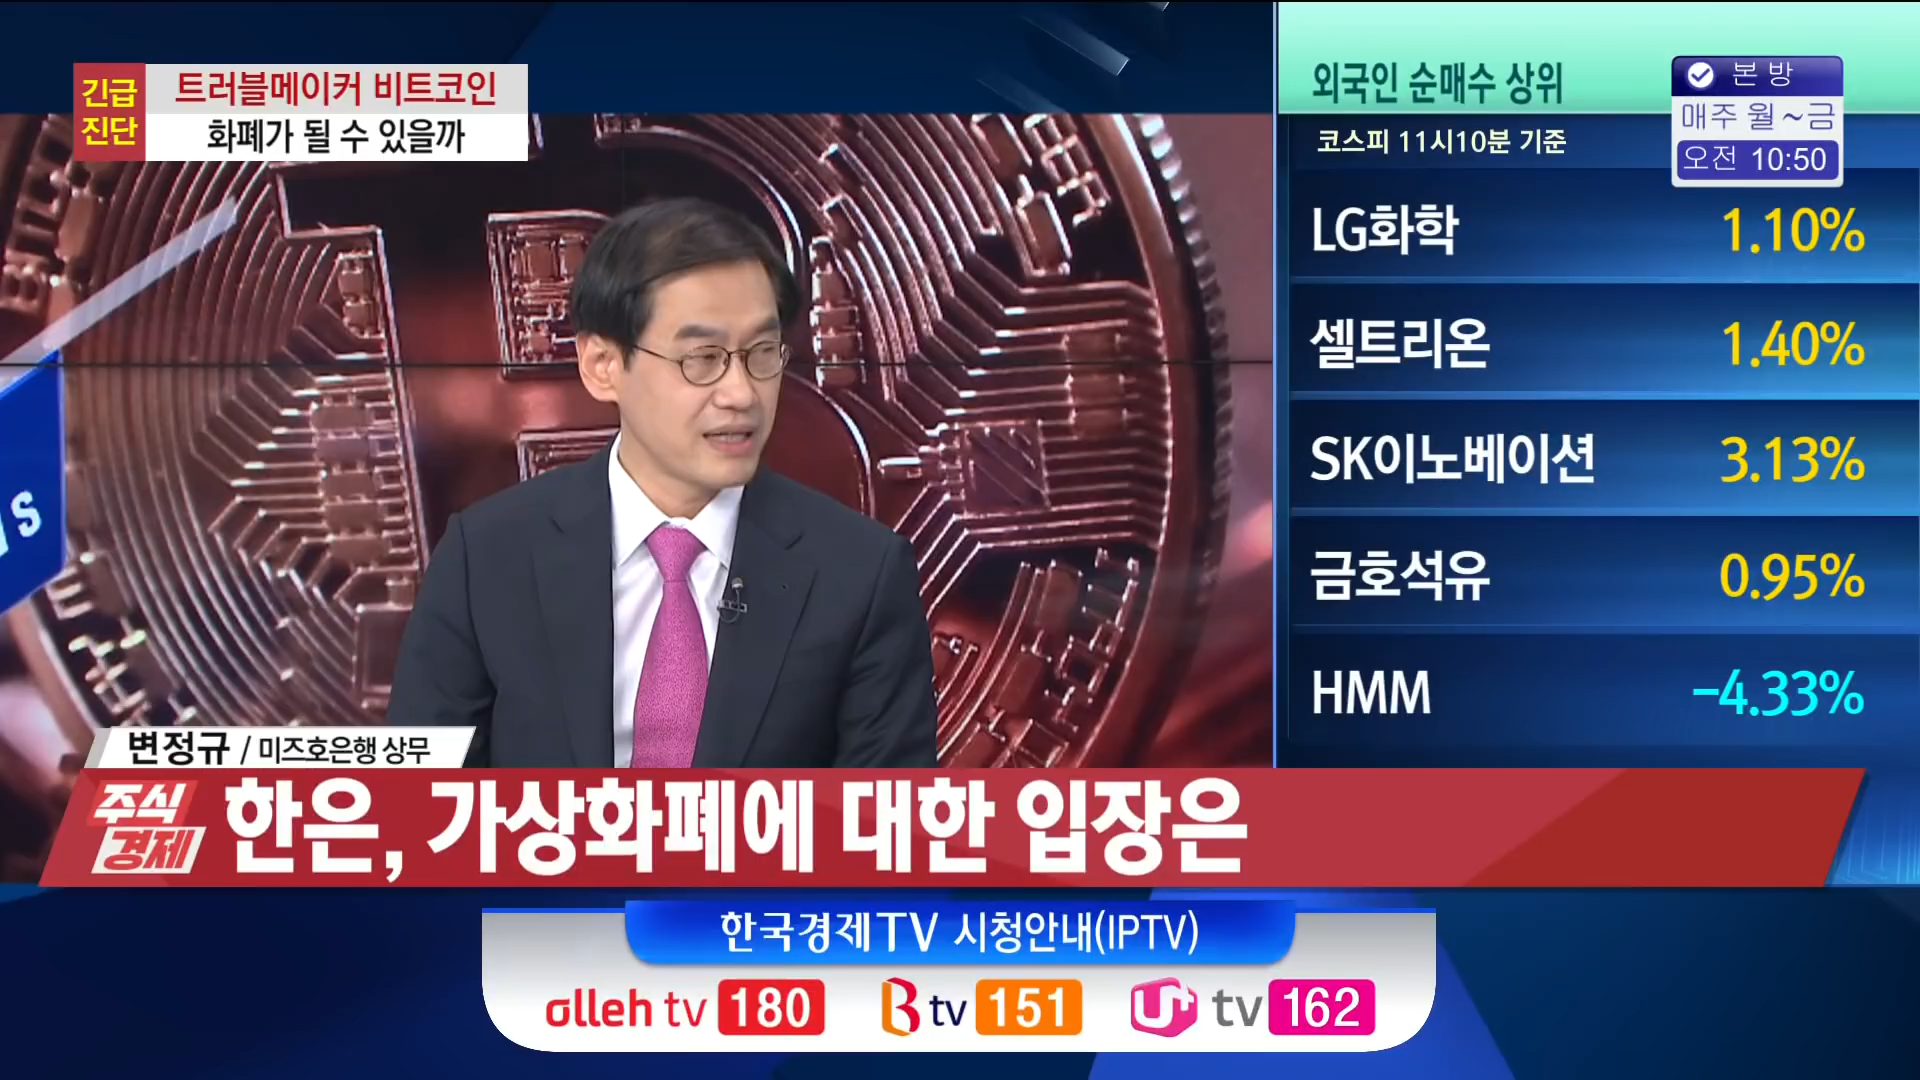 긴급
진단
트러블메이커 비트코인
화폐가 될 수 있을까
외국인 순매수 상위
코스피 11시10분 기준
본 방
매주 월~금
오전 10:50
LG화학 1.10%
셀트리온 1.40%
SK이노베이션 3.13%
금호석유 0.95%
HMM -4.33%
s
변정규 / 미즈호은행 상무
주식
경제
한은, 가상화폐에 대한 입장은
한국경제TV 시청안내(IPTV)
olleh tv 180 B tv 151 U+ tv 162